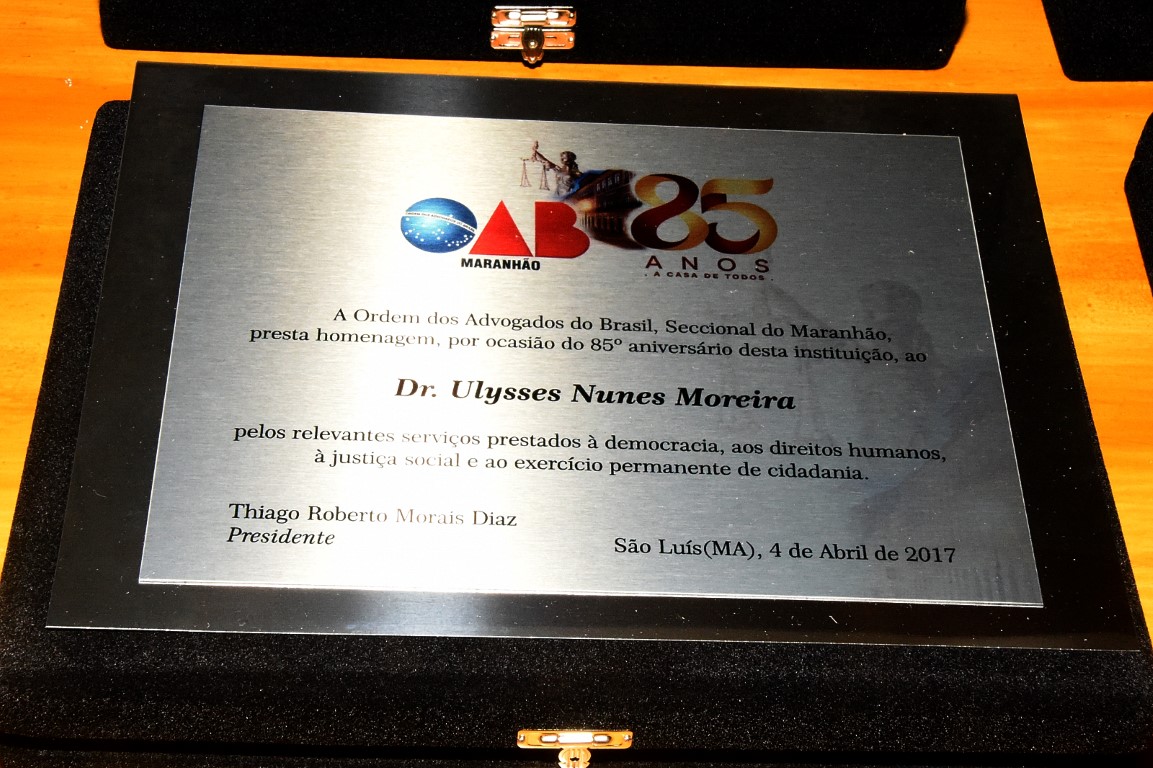 OAB 85
MARANHÃO
ANOS
. A CASA DE TODOS .
A Ordem dos Advogados do Brasil, Seccional do Maranhão,
presta homenagem, por ocasião do 85º aniversário desta instituição, ao
Dr. Ulysses Nunes Moreira
pelos relevantes serviços prestados à democracia, aos direitos humanos,
à justiça social e ao exercício permanente de cidadania.
Thiago Roberto Morais Diaz
Presidente
São Luís(MA), 4 de Abril de 2017